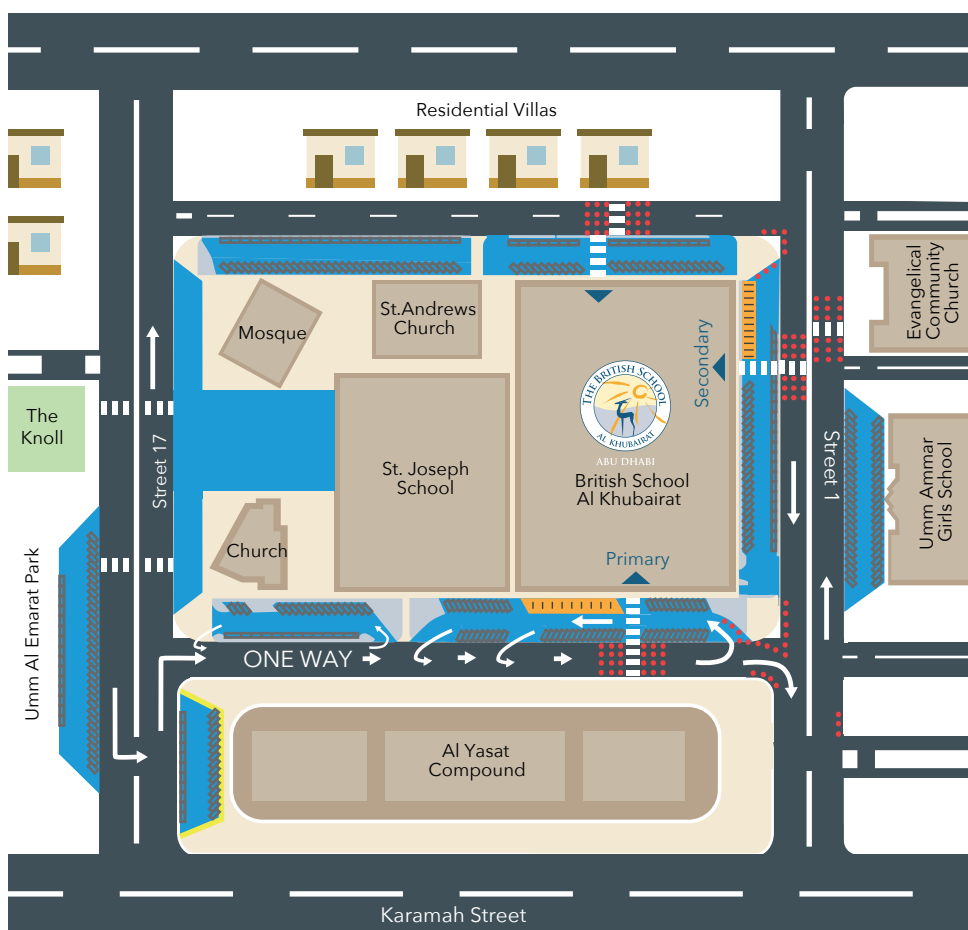 Residential Villas
Mosque
St.Andrews
Church
Evangelical
Community
Church
Secondary
The
Knoll
Street 17
St. Joseph
School
THE BRITISH SCHOOL
AL KHUBAIRAT
ABU DHABI
British School
Al Khubairat
Street 1
Umm Ammar
Girls School
Church
Primary
Umm Al Emarat Park
ONE WAY
Al Yasat
Compound
Karamah Street